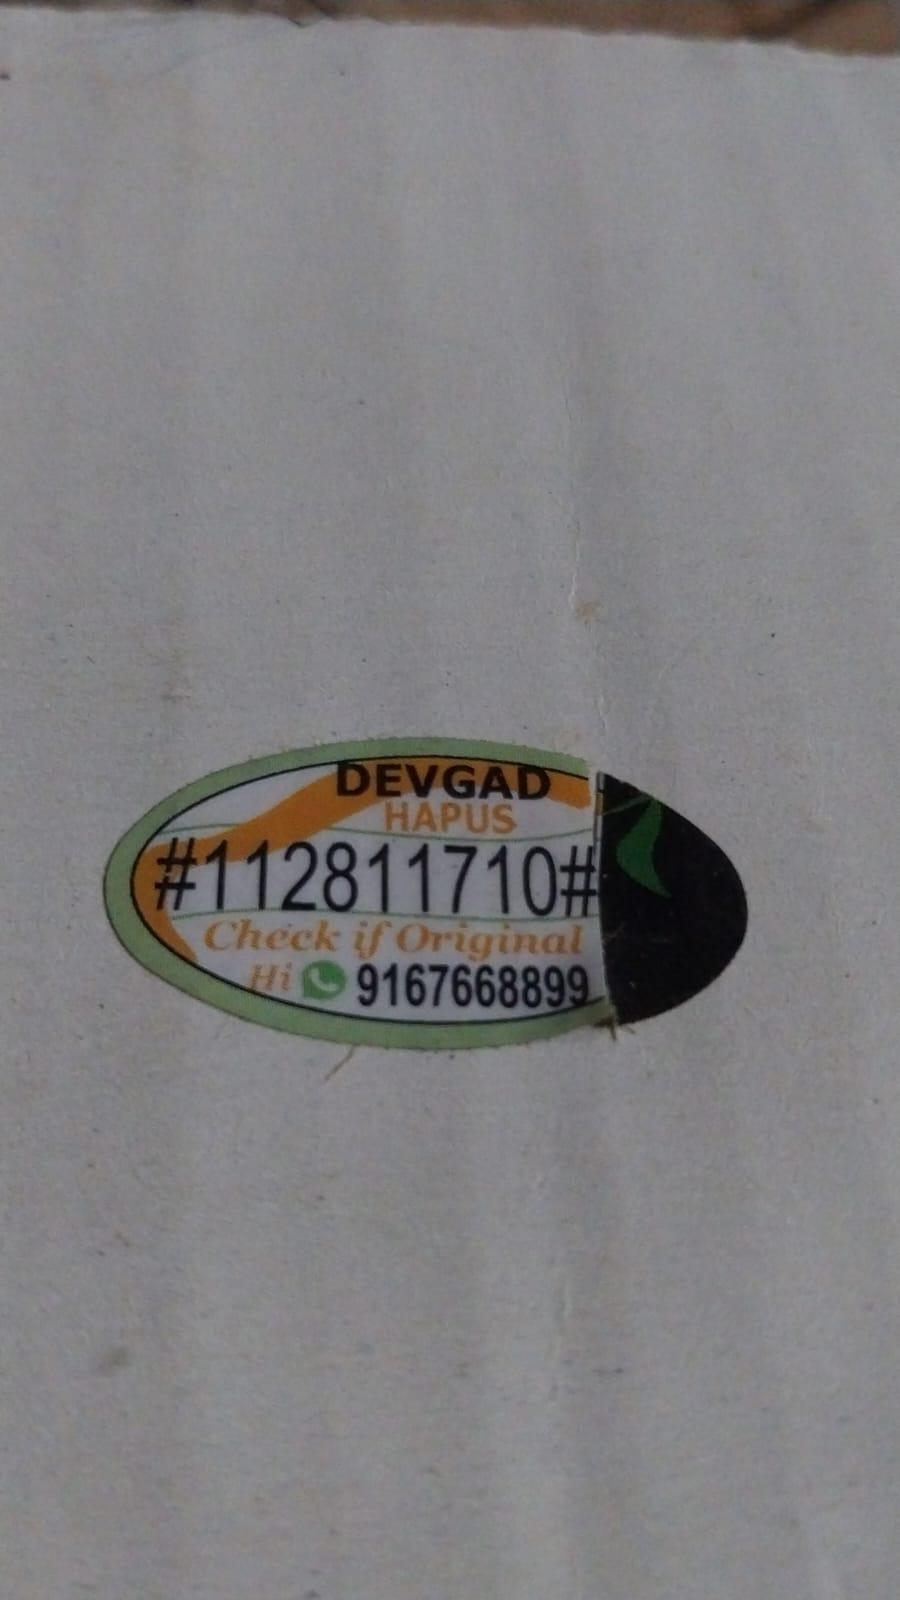 DEVGAD
HAPUS
#112811710#
Check if Original
Hi 9167668899